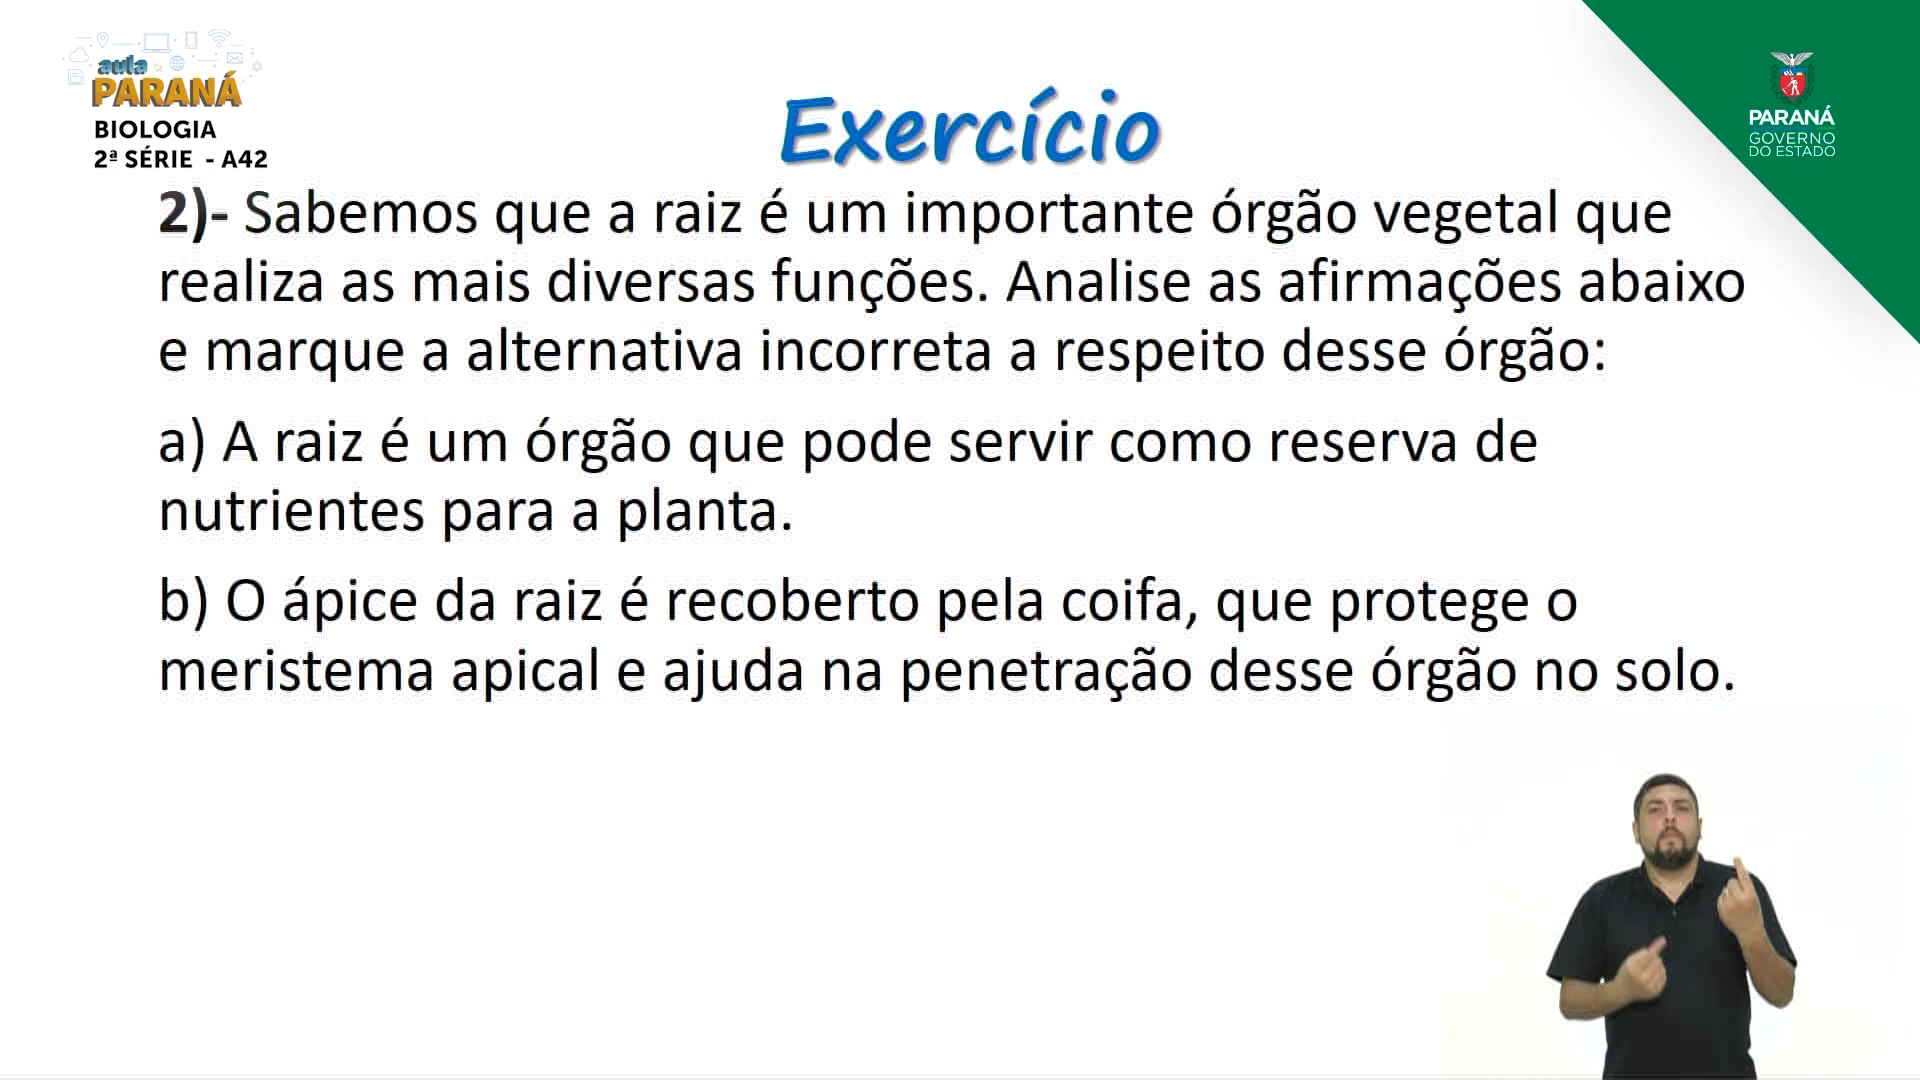 aula
PARANÁ
BIOLOGIA
2ª SÉRIE - A42
PARANÁ
GOVERNO
DO ESTADO
Exercício
2)- Sabemos que a raiz é um importante órgão vegetal que
realiza as mais diversas funções. Analise as afirmações abaixo
e marque a alternativa incorreta a respeito desse órgão:
a) A raiz é um órgão que pode servir como reserva de
nutrientes para a planta.
b) O ápice da raiz é recoberto pela coifa, que protege o
meristema apical e ajuda na penetração desse órgão no solo.